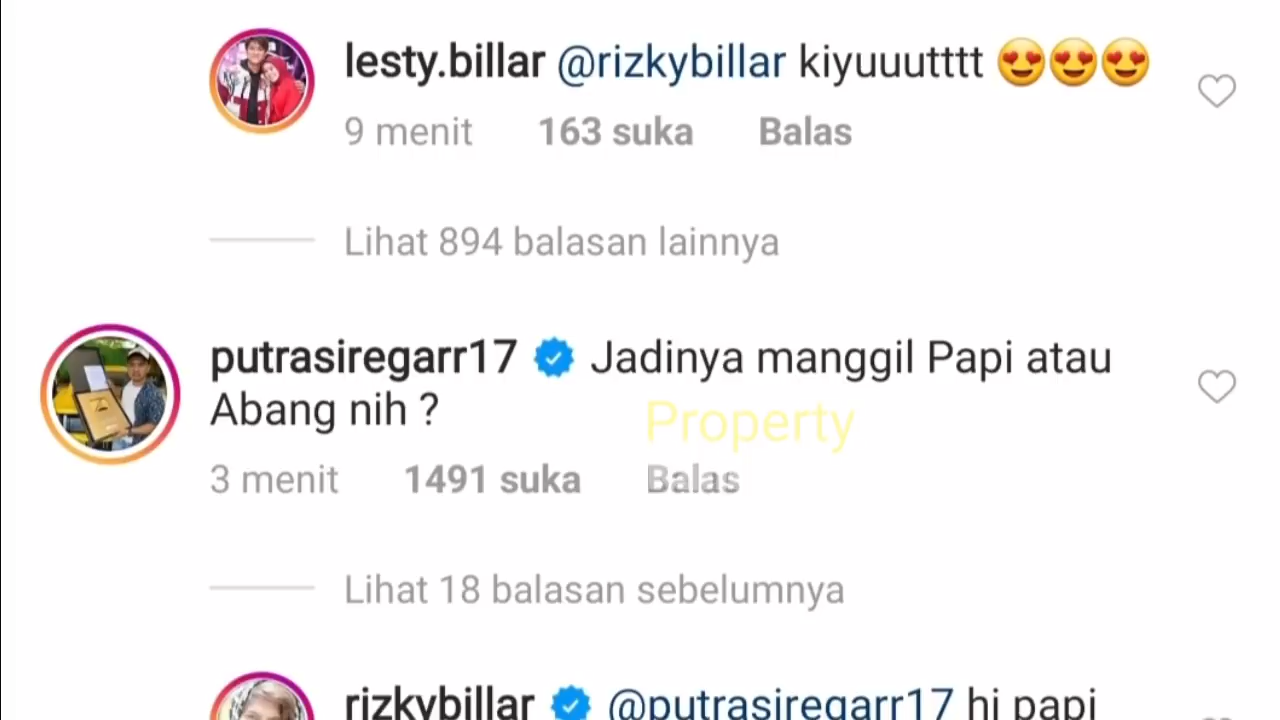 lesty.billar @rizkybillar kiyuuutttt 😍😍😍
9 menit 163 suka Balas
Lihat 894 balasan lainnya
putrasiregarr17 Jadinya manggil Papi atau
Abang nih ?
Property
3 menit 1491 suka Balas
Lihat 18 balasan sebelumnya
rizkybillar @putrasiregarr17 hi papi